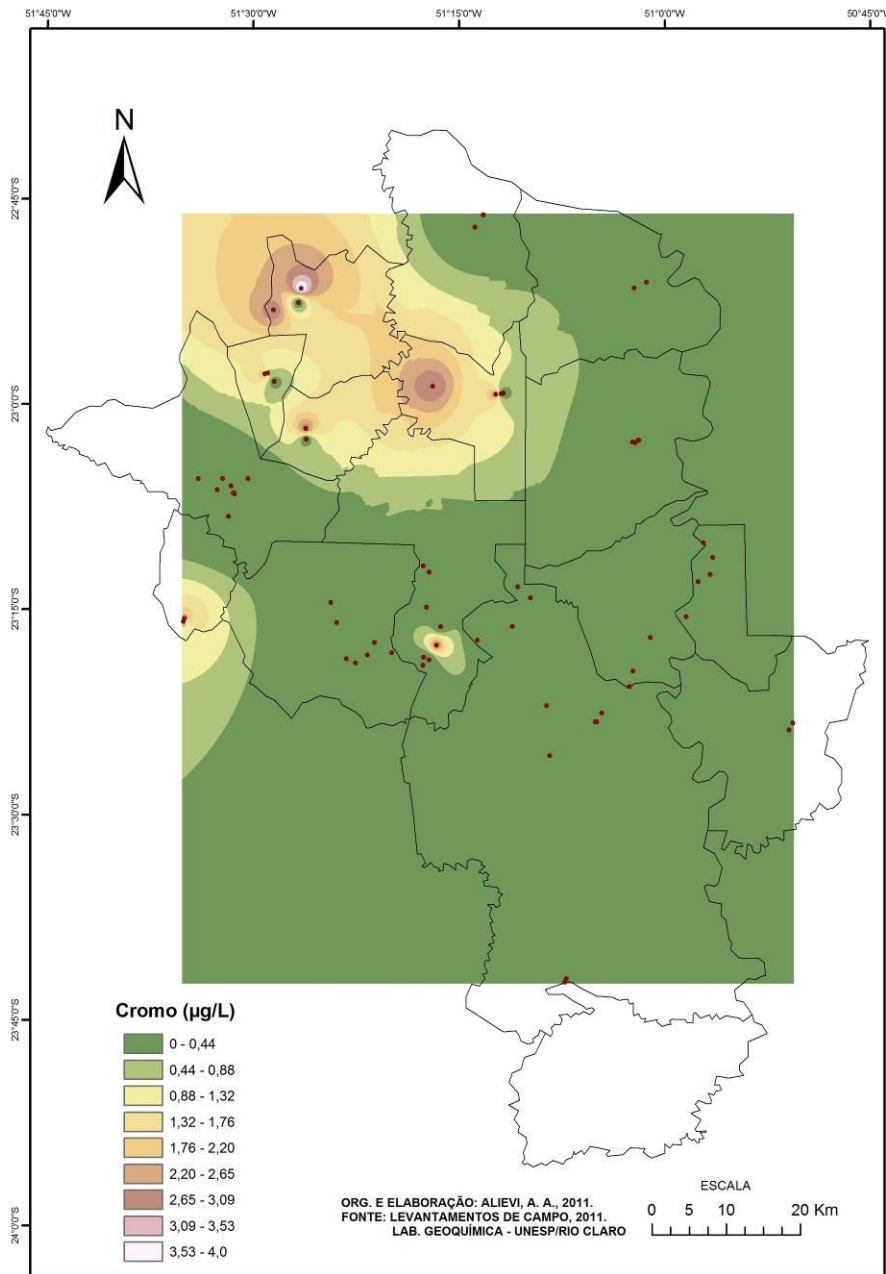 51°45'0"W 51°30'0"W 51°15'0"W 51°0'0"W 50°45'0"W
N
22°45'0"S
23°0'0"S
23°15'0"S
23°30'0"S
23°45'0"S
24°0'0"S
Cromo (µg/L)
0 - 0,44
0,44 - 0,88
0,88 - 1,32
1,32 - 1,76
1,76 - 2,20
2,20 - 2,65
2,65 - 3,09
3,09 - 3,53
3,53 - 4,0
ORG. E ELABORAÇÃO: ALIEVI, A. A., 2011.
FONTE: LEVANTAMENTOS DE CAMPO, 2011.
LAB. GEOQUÍMICA - UNESP/RIO CLARO
ESCALA
0 5 10 20 Km